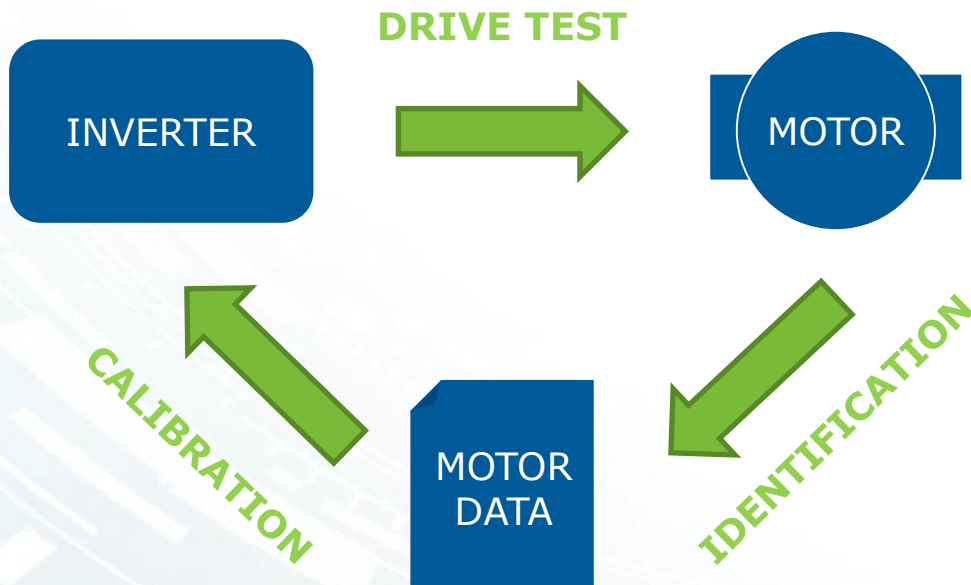 DRIVE TEST
INVERTER
MOTOR
CALIBRATION
IDENTIFICATION
MOTOR
DATA